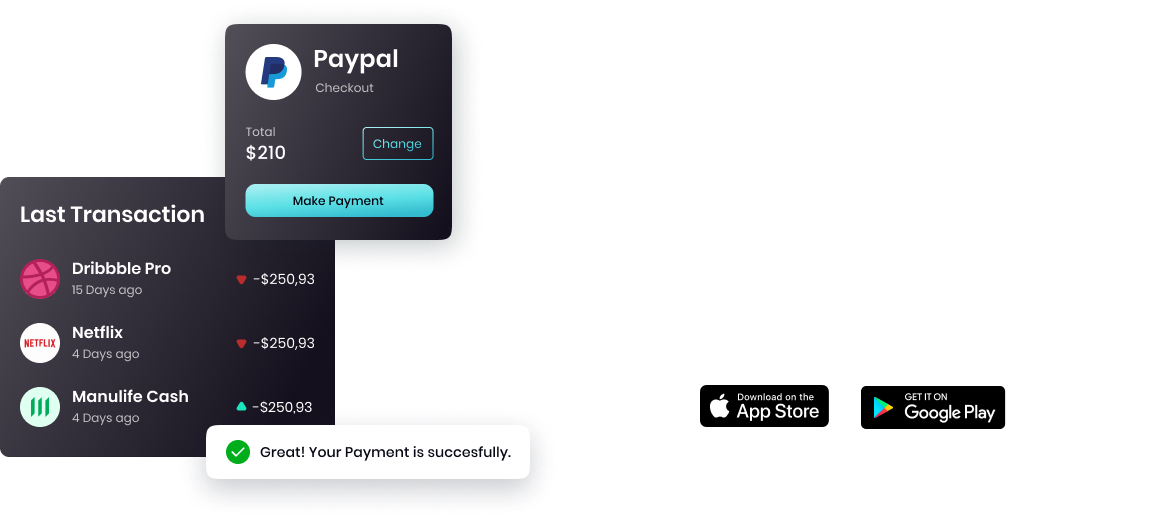 Paypal
Checkout
Total
$210
Change
Make Payment
Last Transaction
Dribbble Pro
15 Days ago
-$250,93
NETFLIX
Netflix
4 Days ago
-$250,93
Manulife Cash
4 Days ago
-$250,93
Great! Your Payment is succesfully.
Download on the
App Store
GET IT ON
Google Play